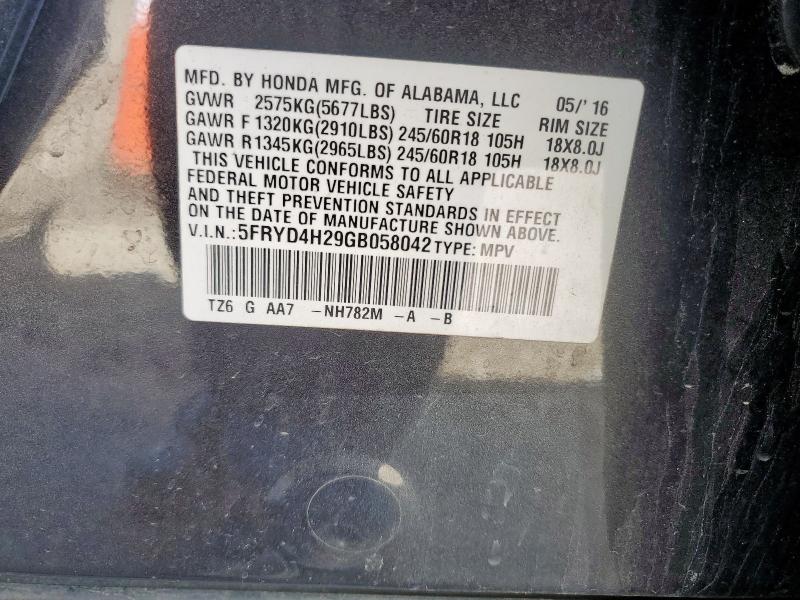 MFD. BY HONDA MFG. OF ALABAMA, LLC 05/' 16
GVWR 2575KG(5677LBS) TIRE SIZE RIM SIZE
GAWR F 1320KG(2910LBS) 245/60R18 105H 18X8.0J
GAWR R1345KG(2965LBS) 245/60R18 105H 18X8.0J
THIS VEHICLE CONFORMS TO ALL APPLICABLE
FEDERAL MOTOR VEHICLE SAFETY
AND THEFT PREVENTION STANDARDS IN EFFECT
ON THE DATE OF MANUFACTURE SHOWN ABOVE.
V.I.N.: 5FRYD4H29GB058042 TYPE: MPV
TZ6 G AA7 -NH782M -A -B